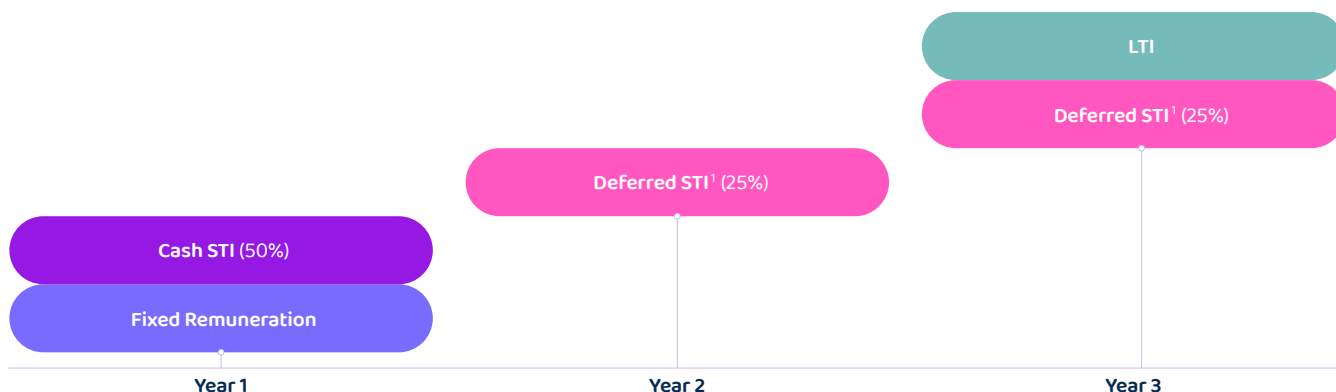 LTI
Deferred STI¹ (25%)
Deferred STI¹ (25%)
Cash STI (50%)
Fixed Remuneration
Year 1
Year 2
Year 3